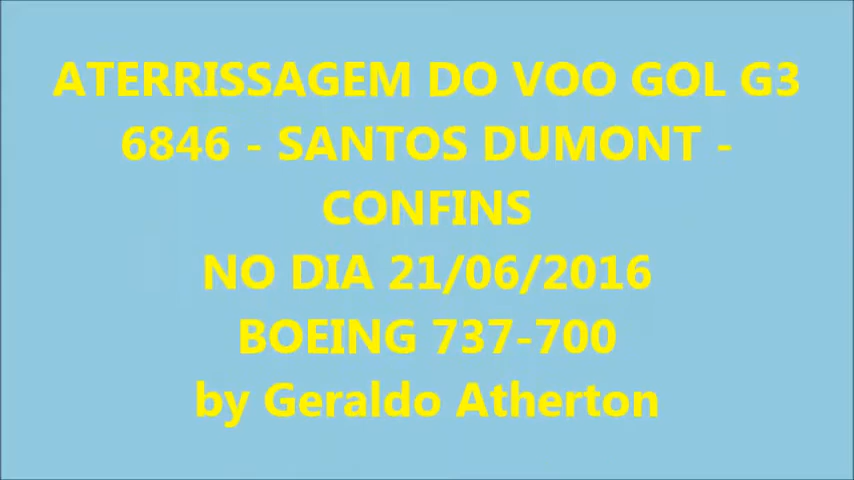 ATERRISSAGEM DO VOO GOL G3
6846 - SANTOS DUMONT -
CONFINS
NO DIA 21/06/2016
BOEING 737-700
by Geraldo Atherton